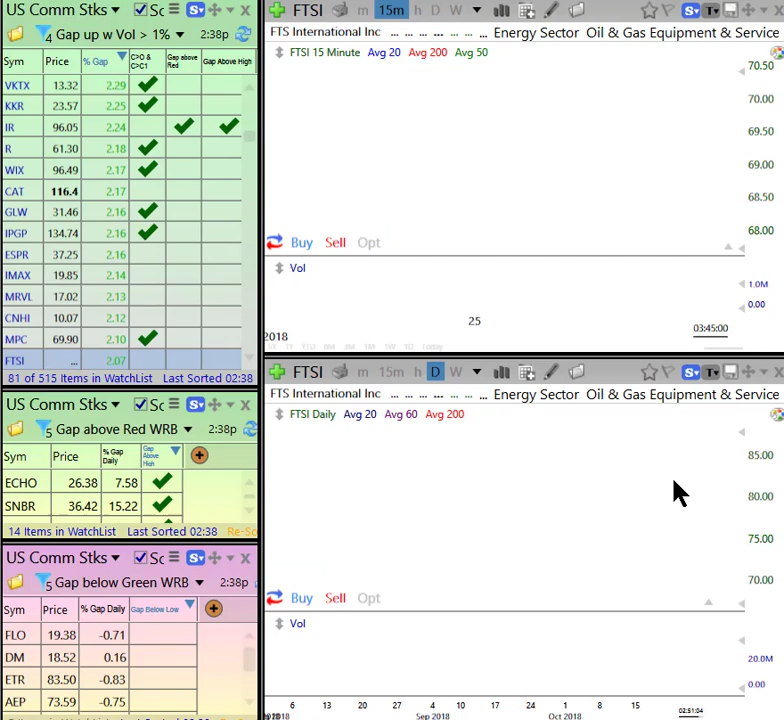 US Comm Stks Sc
4 Gap up w Vol > 1% 2:38p
Sym Price % Gap C>O & C>C1 Gap above Red Gap Above High
VKTX 13.32 2.29
KKR 23.57 2.25
IR 96.05 2.24
R 61.30 2.18
WIX 96.49 2.17
CAT 116.4 2.17
GLW 31.46 2.16
IPGP 134.74 2.16
ESPR 37.25 2.16
IMAX 19.85 2.14
MRVL 17.02 2.13
CNHI 10.07 2.12
MPC 69.90 2.10
FTSI ... 2.07
81 of 515 Items in WatchList Last Sorted 02:38
US Comm Stks Sc
5 Gap above Red WRB 2:38p
Sym Price % Gap Daily Gap Above High
ECHO 26.38 7.58
SNBR 36.42 15.22
14 Items in WatchList Last Sorted 02:38 Re-So
US Comm Stks Sc
5 Gap below Green WRB 2:38p
Sym Price % Gap Daily Gap Below Low
FLO 19.38 -0.71
DM 18.52 0.16
ETR 83.50 -0.83
AEP 73.59 -0.75
FTSI m 15m h D W
FTS International Inc ... ... ... ... ... Energy Sector Oil & Gas Equipment & Service
FTSI 15 Minute Avg 20 Avg 200 Avg 50
70.50
70.00
69.50
69.00
68.50
68.00
Buy Sell Opt
Vol
1.0M
0.00
25
2018
03:45:00
Today
FTSI m 15m h D W
FTS International Inc ... ... ... ... ... Energy Sector Oil & Gas Equipment & Service
FTSI Daily Avg 20 Avg 60 Avg 200
85.00
80.00
75.00
70.00
Buy Sell Opt
Vol
20.0M
0.00
6 13 20 27 4 13 24 1 8 15
2018 Sep 2018 Oct 2018
02:51:04